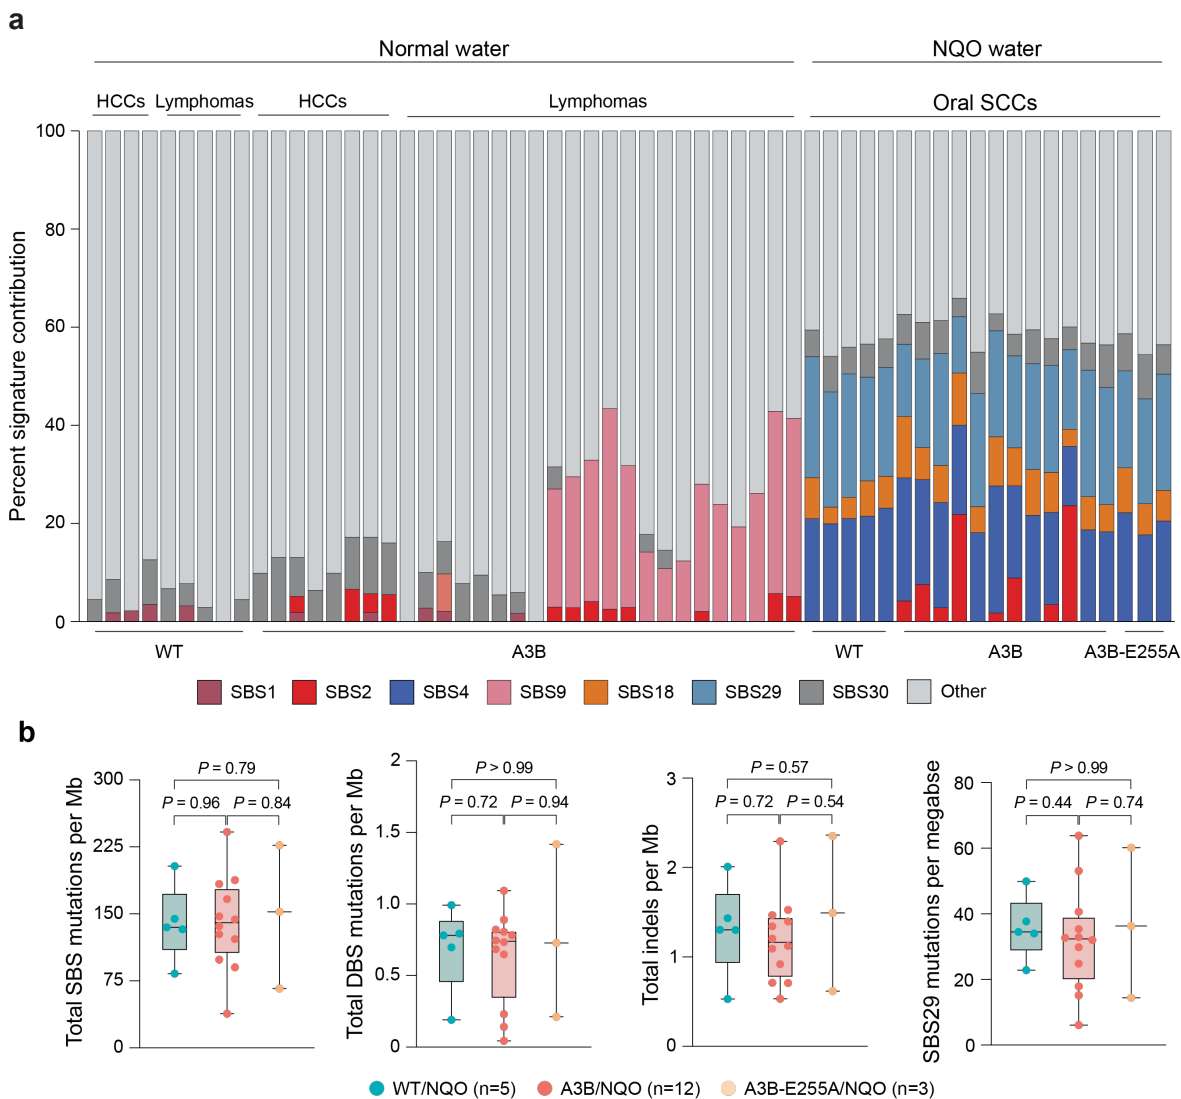 a
Normal water
NQO water
HCCs
Lymphomas
HCCs
Lymphomas
Oral SCCs
Percent signature contribution
100
80
60
40
20
0
WT
A3B
WT
A3B
A3B-E255A
SBS1
SBS2
SBS4
SBS9
SBS18
SBS29
SBS30
Other
b
Total SBS mutations per Mb
300
225
150
75
0
P = 0.79
P = 0.96
P = 0.84
Total DBS mutations per Mb
2
1.5
1.0
0.5
0
P > 0.99
P = 0.72
P = 0.94
Total indels per Mb
3
2
1
0
P = 0.57
P = 0.72
P = 0.54
SBS29 mutations per megabse
80
60
40
20
0
P > 0.99
P = 0.44
P = 0.74
WT/NQO (n=5)
A3B/NQO (n=12)
A3B-E255A/NQO (n=3)